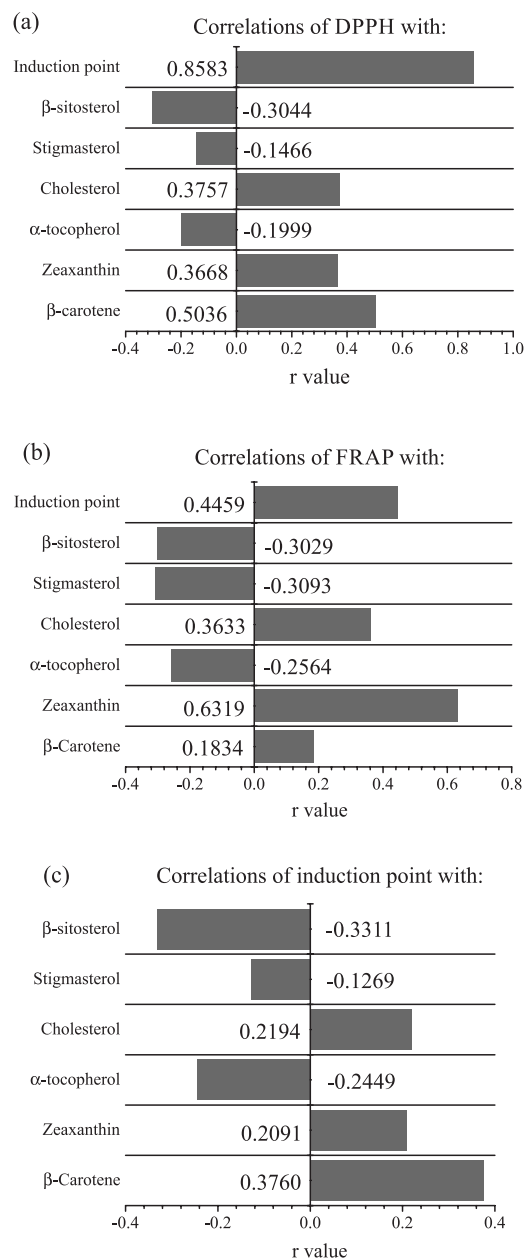 (a)
Correlations of DPPH with:
Induction point 0.8583
β-sitosterol -0.3044
Stigmasterol -0.1466
Cholesterol 0.3757
α-tocopherol -0.1999
Zeaxanthin 0.3668
β-carotene 0.5036
-0.4 -0.2 0.0 0.2 0.4 0.6 0.8 1.0
r value
(b)
Correlations of FRAP with:
Induction point 0.4459
β-sitosterol -0.3029
Stigmasterol -0.3093
Cholesterol 0.3633
α-tocopherol -0.2564
Zeaxanthin 0.6319
β-Carotene 0.1834
-0.4 -0.2 0.0 0.2 0.4 0.6 0.8
r value
(c)
Correlations of induction point with:
β-sitosterol -0.3311
Stigmasterol -0.1269
Cholesterol 0.2194
α-tocopherol -0.2449
Zeaxanthin 0.2091
β-Carotene 0.3760
-0.4 -0.2 0.0 0.2 0.4
r value